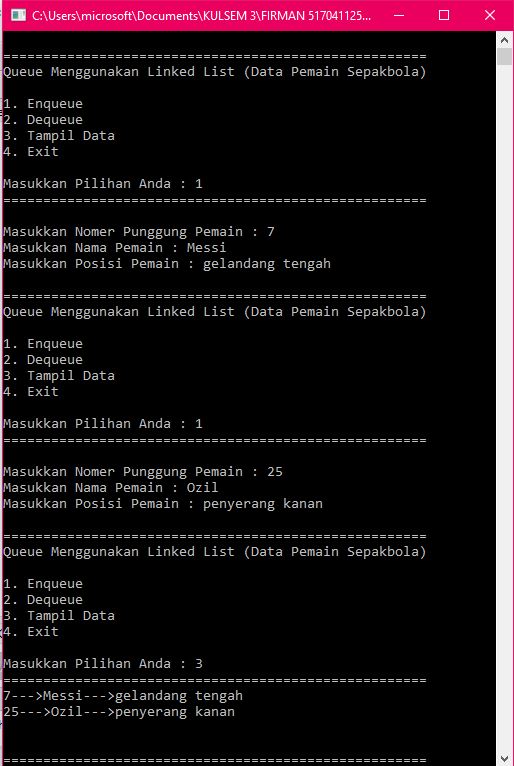 C:\Users\microsoft\Documents\KULSEM 3\FIRMAN 517041125...
=====================================================
Queue Menggunakan Linked List (Data Pemain Sepakbola)
1. Enqueue
2. Dequeue
3. Tampil Data
4. Exit
Masukkan Pilihan Anda : 1
=====================================================
Masukkan Nomer Punggung Pemain : 7
Masukkan Nama Pemain : Messi
Masukkan Posisi Pemain : gelandang tengah
=====================================================
Queue Menggunakan Linked List (Data Pemain Sepakbola)
1. Enqueue
2. Dequeue
3. Tampil Data
4. Exit
Masukkan Pilihan Anda : 1
=====================================================
Masukkan Nomer Punggung Pemain : 25
Masukkan Nama Pemain : Ozil
Masukkan Posisi Pemain : penyerang kanan
=====================================================
Queue Menggunakan Linked List (Data Pemain Sepakbola)
1. Enqueue
2. Dequeue
3. Tampil Data
4. Exit
Masukkan Pilihan Anda : 3
=====================================================
7--->Messi--->gelandang tengah
25--->Ozil--->penyerang kanan
=====================================================